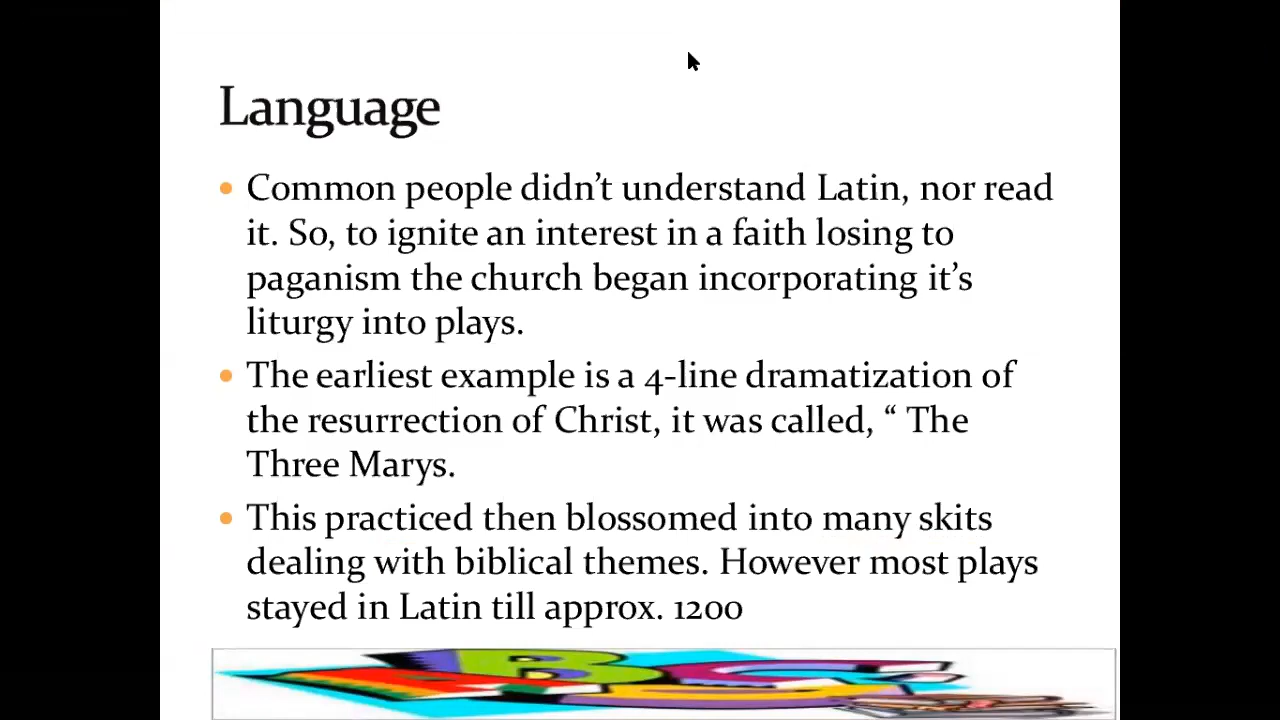 Language
Common people didn’t understand Latin, nor read
it. So, to ignite an interest in a faith losing to
paganism the church began incorporating it’s
liturgy into plays.
The earliest example is a 4-line dramatization of
the resurrection of Christ, it was called, “ The
Three Marys.
This practiced then blossomed into many skits
dealing with biblical themes. However most plays
stayed in Latin till approx. 1200
ABC